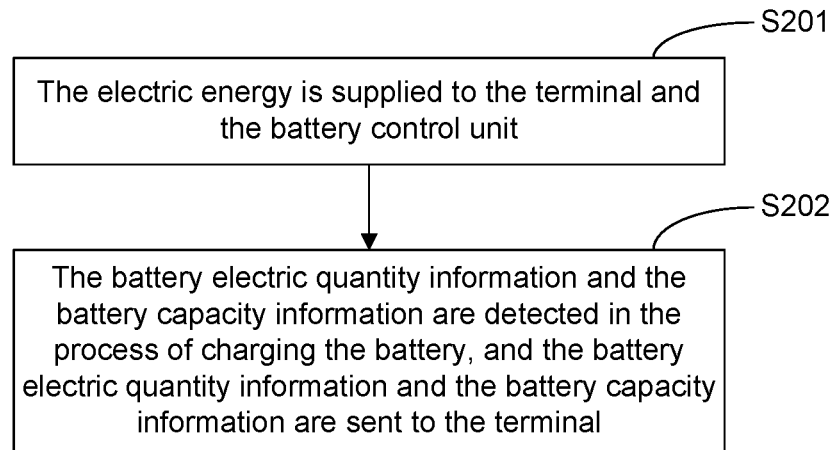 S201
The electric energy is supplied to the terminal and
the battery control unit
S202
The battery electric quantity information and the
battery capacity information are detected in the
process of charging the battery, and the battery
electric quantity information and the battery capacity
information are sent to the terminal